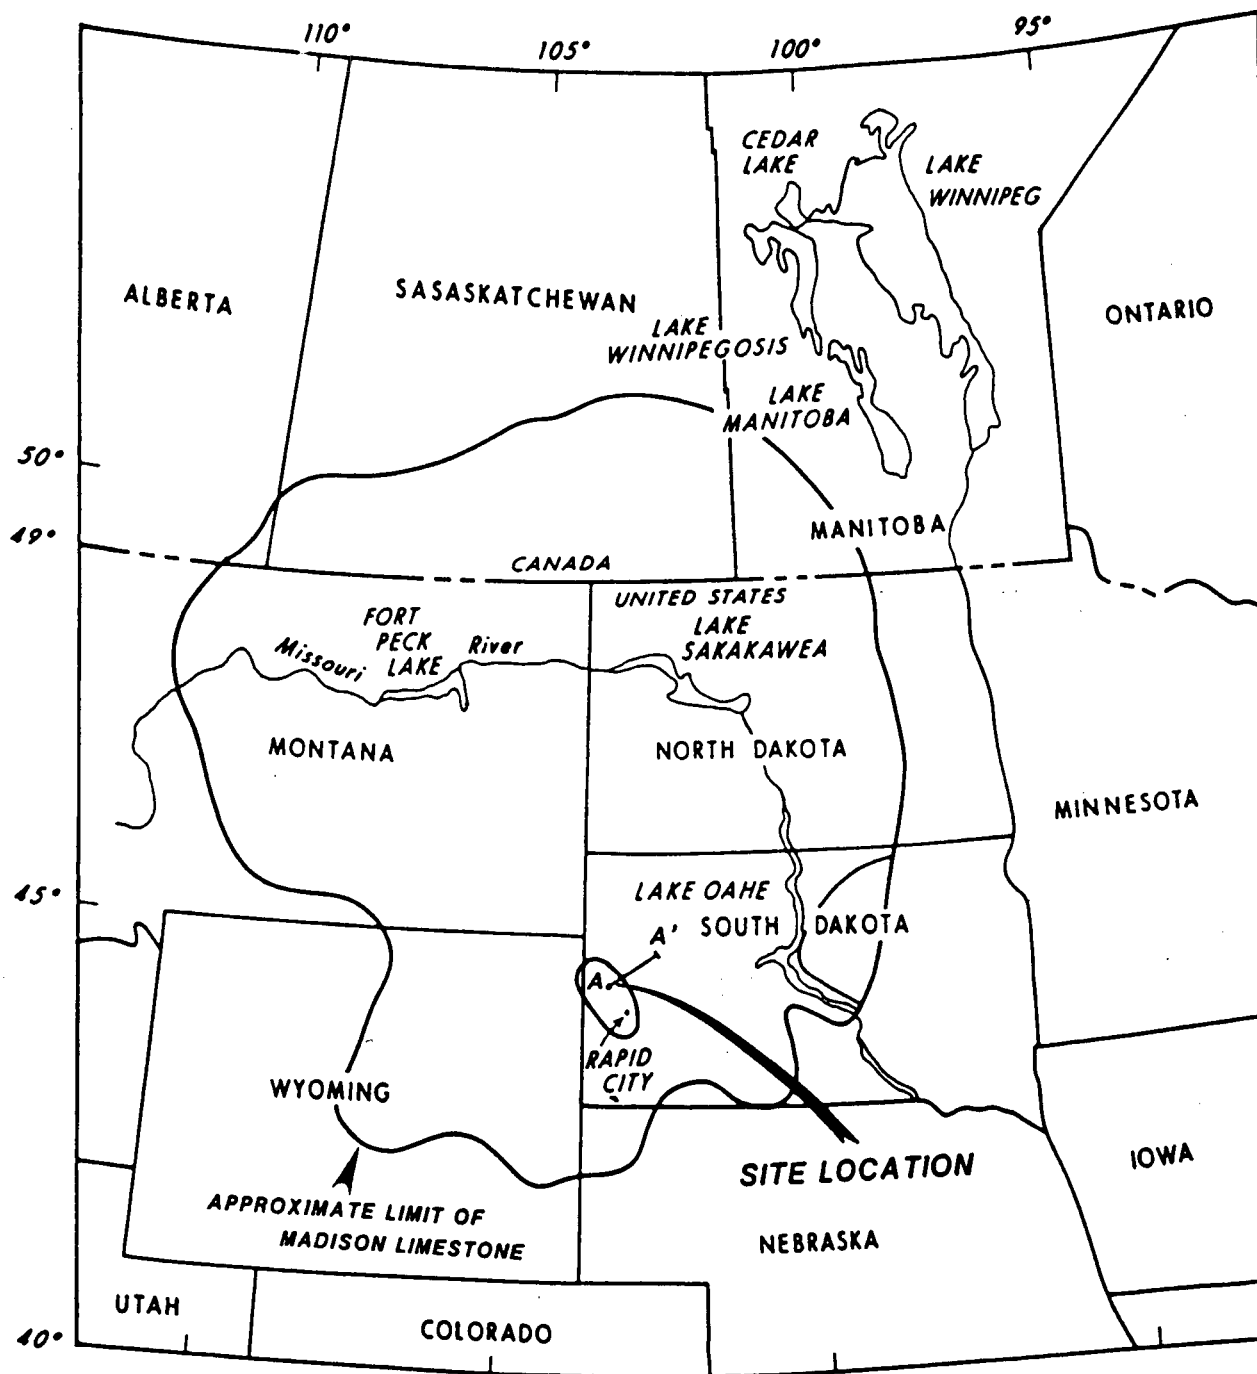 110°
105°
100°
95°
CEDAR
LAKE
LAKE
WINNIPEG
ALBERTA
SASASKATCHEWAN
ONTARIO
LAKE
WINNIPEGOSIS
LAKE
MANITOBA
50°
49°
MANITOBA
CANADA
UNITED STATES
FORT
PECK
LAKE
Missouri
River
LAKE
SAKAKAWEA
MONTANA
NORTH DAKOTA
MINNESOTA
45°
LAKE OAHE
SOUTH DAKOTA
A'
A
RAPID
CITY
WYOMING
SITE LOCATION
IOWA
APPROXIMATE LIMIT OF
MADISON LIMESTONE
NEBRASKA
UTAH
COLORADO
40°